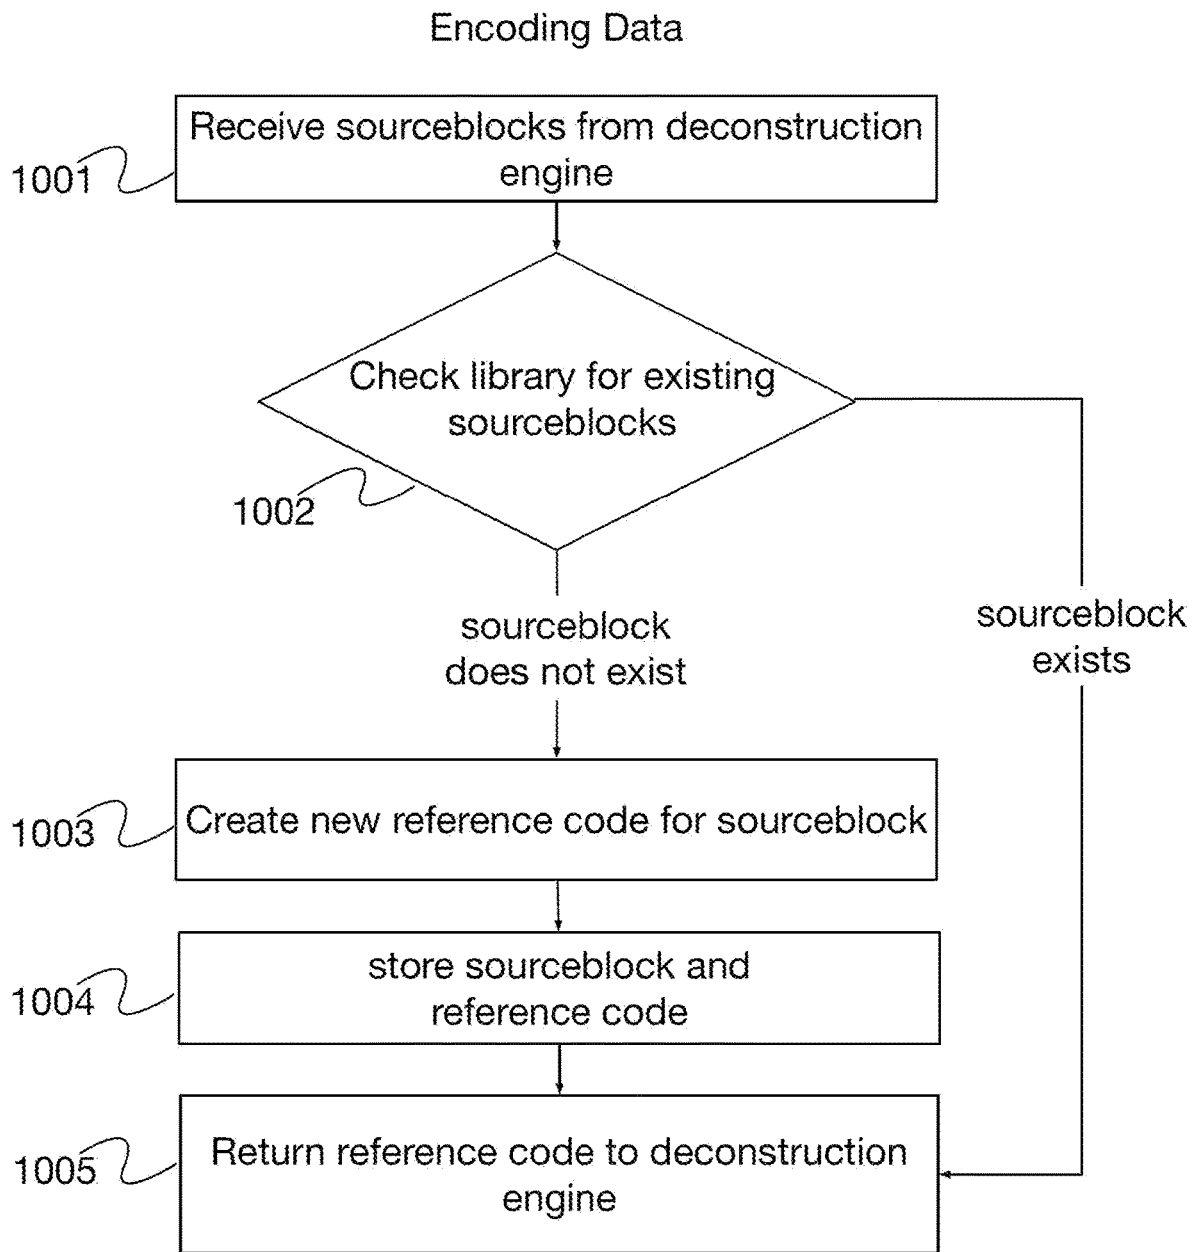 Encoding Data
Receive sourceblocks from deconstruction
engine
1001
Check library for existing
sourceblocks
1002
sourceblock
does not exist
sourceblock
exists
Create new reference code for sourceblock
1003
store sourceblock and
reference code
1004
Return reference code to deconstruction
engine
1005